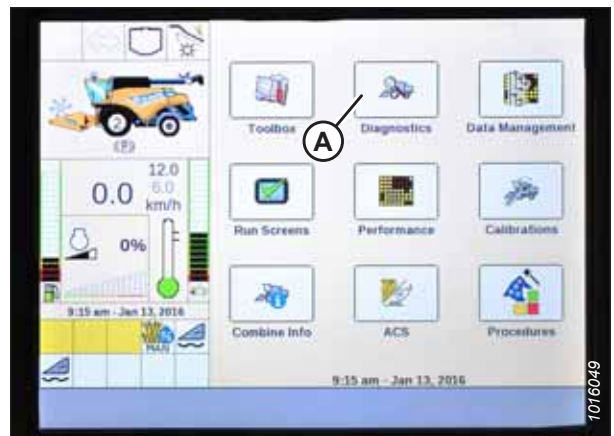 2
(P)
12.0
0.0 6.0
km/h
0%
9:15 am - Jan 13, 2016
MAN
Toolbox
A
Diagnostics
Data Management
Run Screens
Performance
Calibrations
Combine Info
ACS
Procedures
9:15 am - Jan 13, 2016
1016049